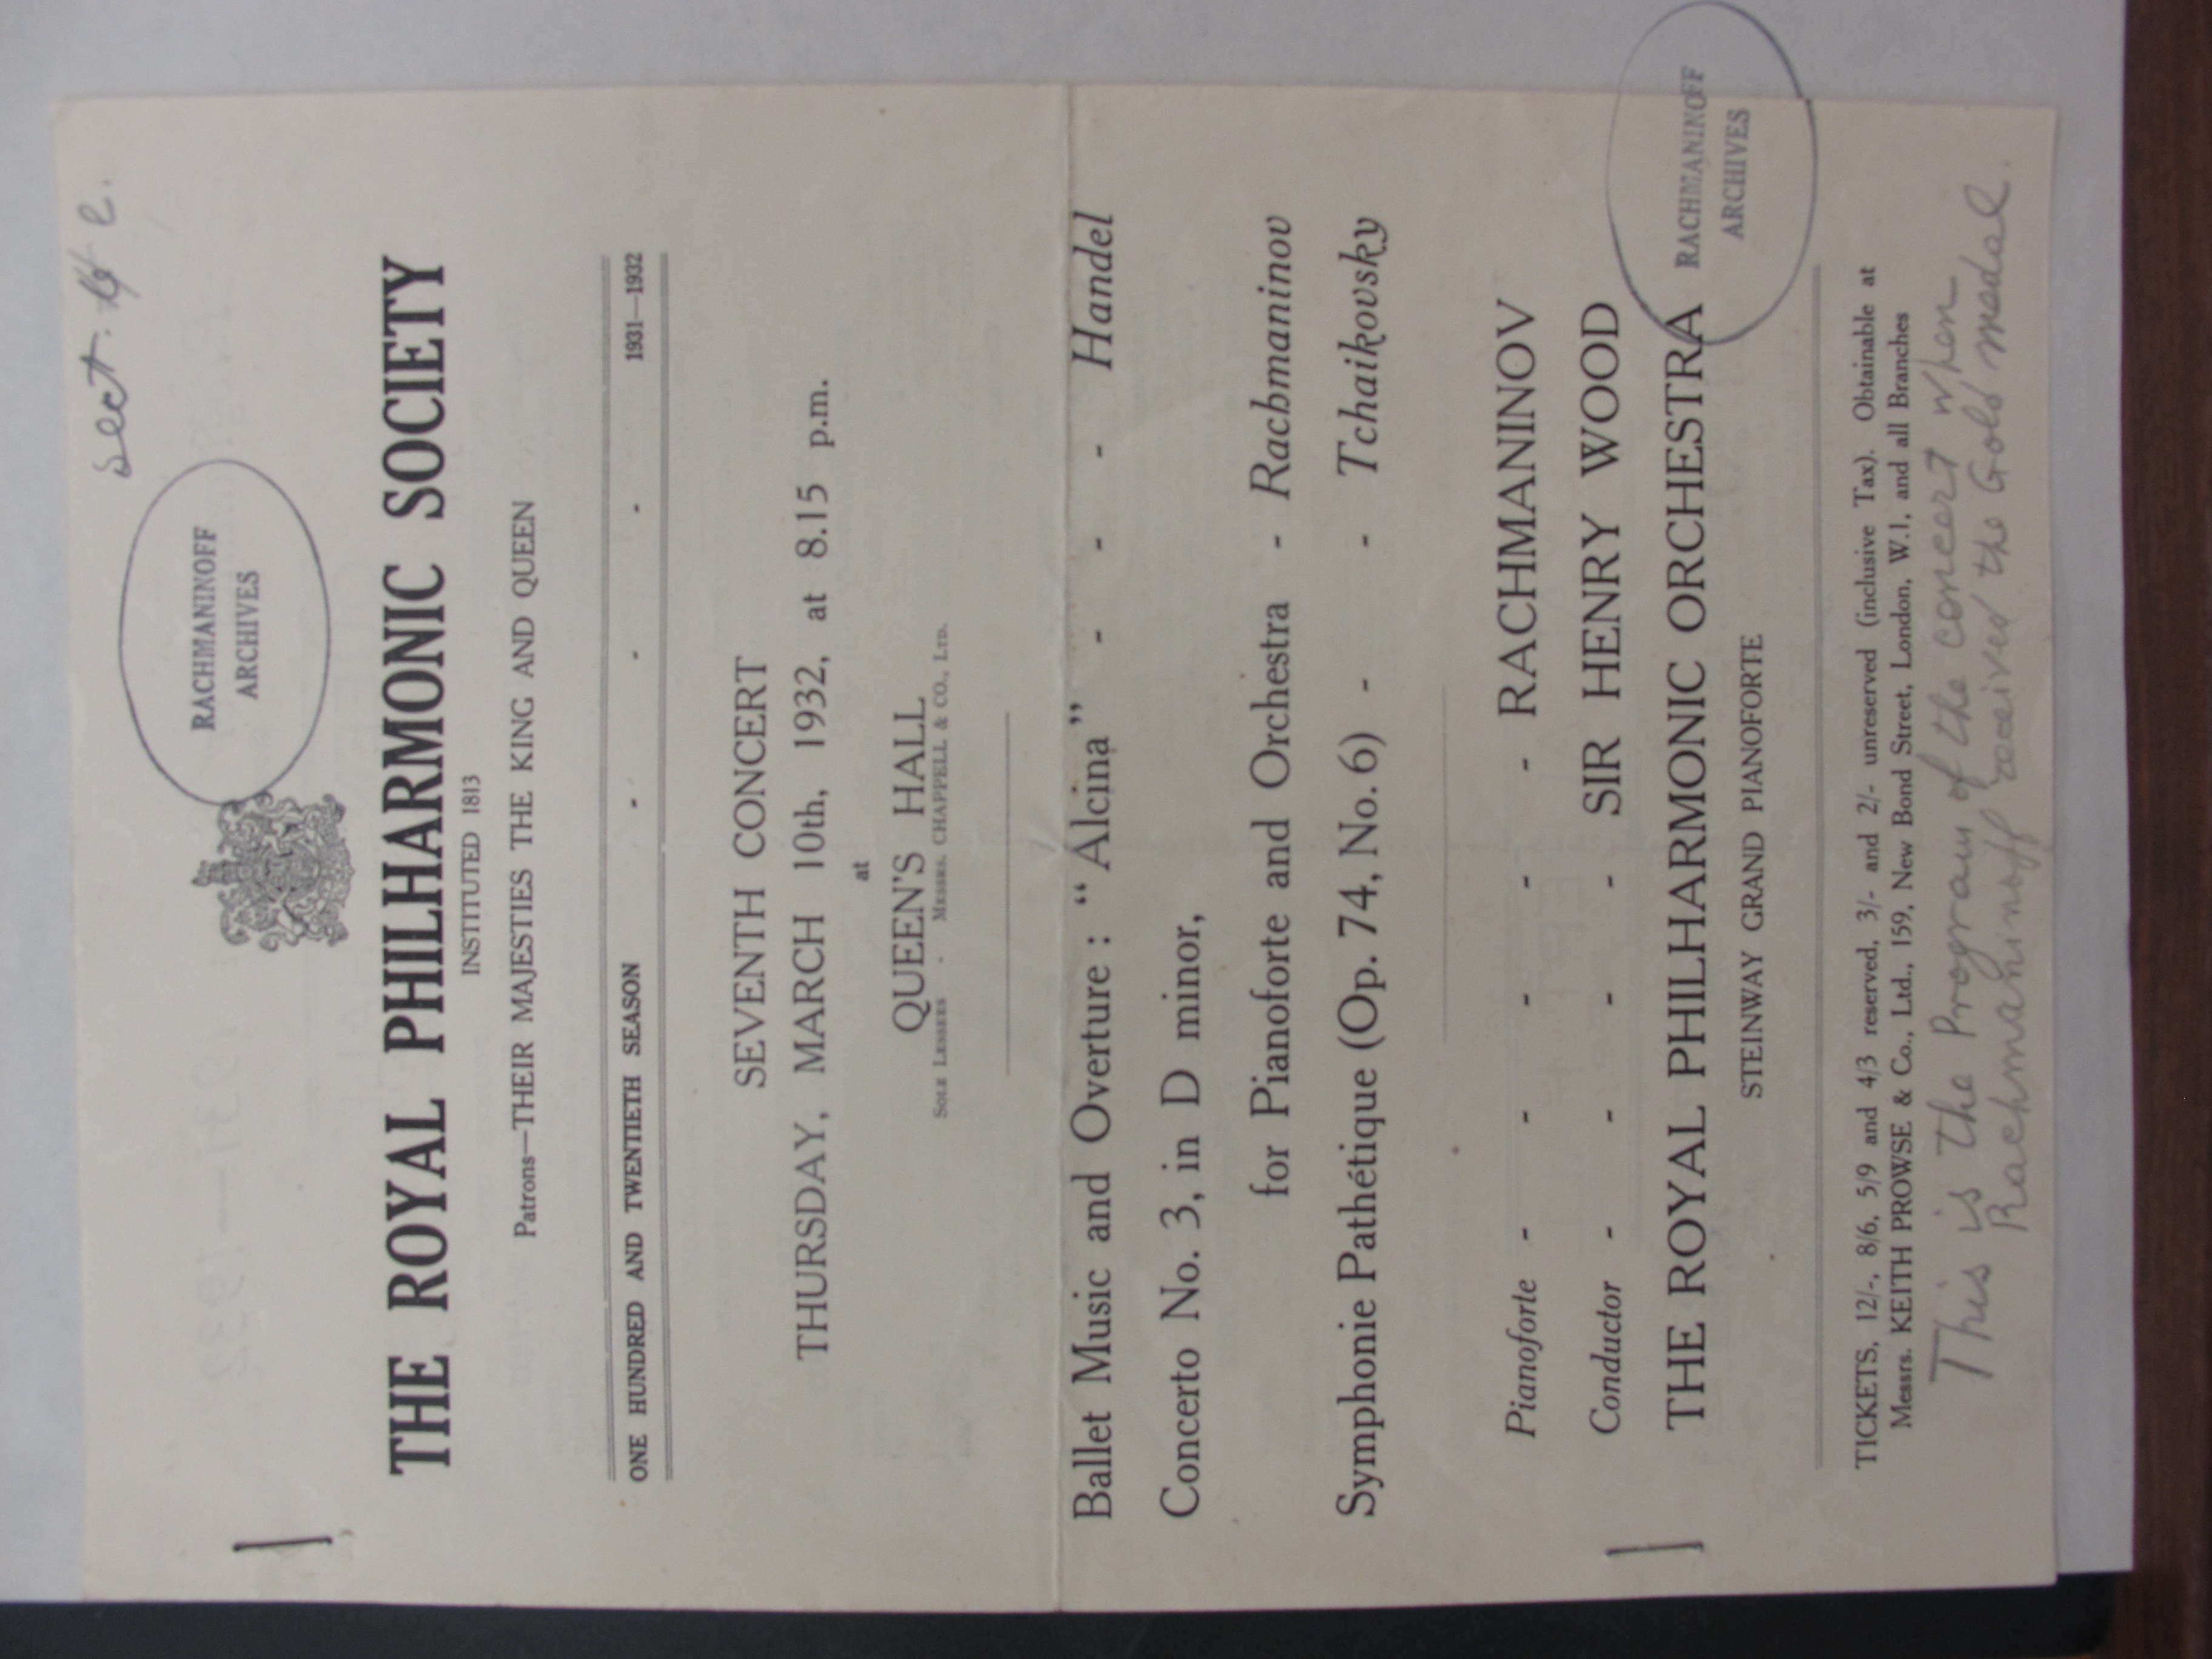 sect.
RACHMANINOFF
ARCHIVES
THE ROYAL PHILHARMONIC SOCIETY
INSTITUTED 1813
Patrons—THEIR MAJESTIES THE KING AND QUEEN
ONE HUNDRED AND TWENTIETH SEASON - - - 1931—1932
SEVENTH CONCERT
THURSDAY, MARCH 10th, 1932, at 8.15 p.m.
at
QUEEN'S HALL
SOLE LESSEES - MESSRS. CHAPPELL & CO., LTD.
Ballet Music and Overture : “ Alcina ” - - - Handel
Concerto No. 3, in D minor,
for Pianoforte and Orchestra - Rachmaninov
Symphonie Pathétique (Op. 74, No. 6) - - Tchaikovsky
Pianoforte - - - - - RACHMANINOV
Conductor - - - - SIR HENRY WOOD
THE ROYAL PHILHARMONIC ORCHESTRA
RACHMANINOFF
ARCHIVES
STEINWAY GRAND PIANOFORTE
TICKETS, 12/-, 8/6, 5/9 and 4/3 reserved, 3/- and 2/- unreserved (inclusive Tax). Obtainable at
Messrs. KEITH PROWSE & Co., Ltd., 159, New Bond Street, London, W.1, and all Branches
This is the Program of the concert when
Rachmaninoff received the Gold medal.